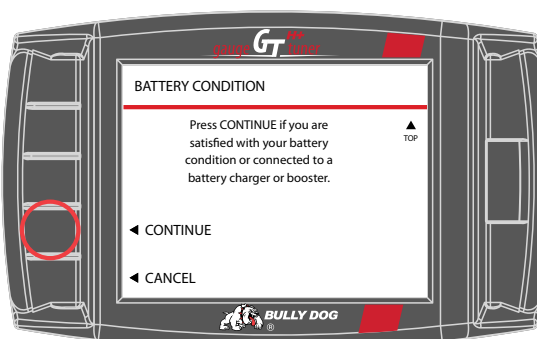 GT
gauge tuner
BATTERY CONDITION
Press CONTINUE if you are
satisfied with your battery
condition or connected to a
battery charger or booster.
▲
TOP
◀ CONTINUE
◀ CANCEL
BULLY DOG
®